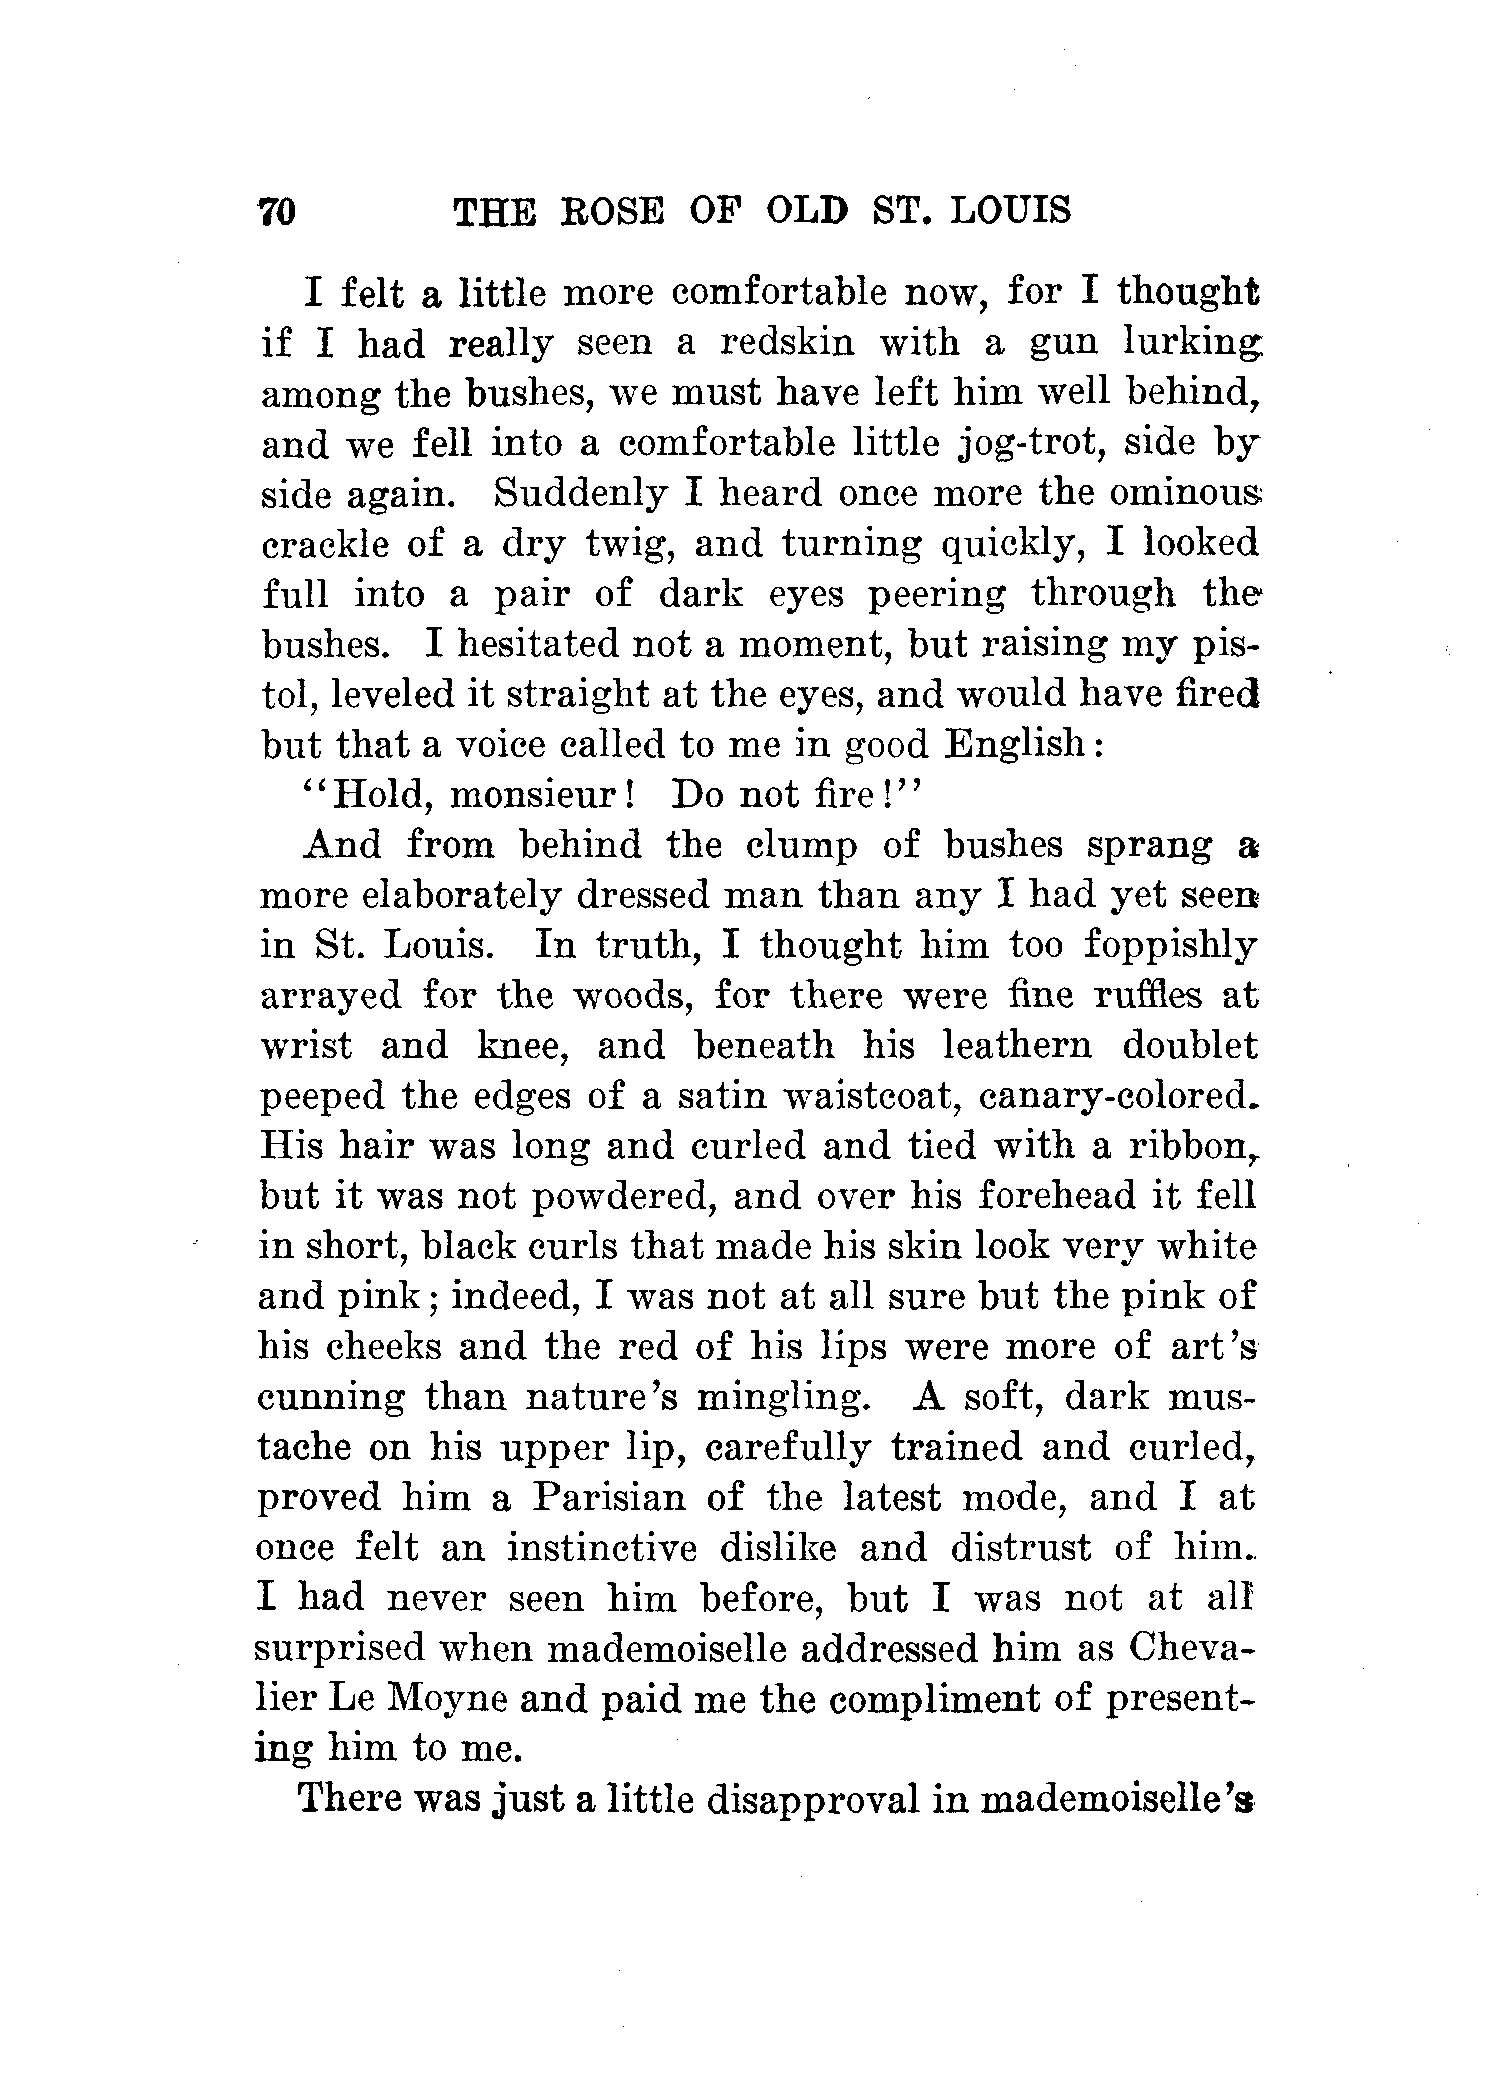 70 THE ROSE OF OLD ST. LOUIS
I felt a little more comfortable now, for I thought
if I had really seen a redskin with a gun lurking
among the bushes, we must have left him well behind,
and we fell into a comfortable little jog-trot, side by
side again. Suddenly I heard once more the ominous
crackle of a dry twig, and turning quickly, I looked
full into a pair of dark eyes peering through the
bushes. I hesitated not a moment, but raising my pis-
tol, leveled it straight at the eyes, and would have fired
but that a voice called to me in good English:
"Hold, monsieur! Do not fire!"
And from behind the clump of bushes sprang a
more elaborately dressed man than any I had yet seen
in St. Louis. In truth, I thought him too foppishly
arrayed for the woods, for there were fine ruffles at
wrist and knee, and beneath his leathern doublet
peeped the edges of a satin waistcoat, canary-colored.
His hair was long and curled and tied with a ribbon,
but it was not powdered, and over his forehead it fell
in short, black curls that made his skin look very white
and pink; indeed, I was not at all sure but the pink of
his cheeks and the red of his lips were more of art's
cunning than nature's mingling. A soft, dark mus-
tache on his upper lip, carefully trained and curled,
proved him a Parisian of the latest mode, and I at
once felt an instinctive dislike and distrust of him.
I had never seen him before, but I was not at all
surprised when mademoiselle addressed him as Cheva-
lier Le Moyne and paid me the compliment of present-
ing him to me.
There was just a little disapproval in mademoiselle's